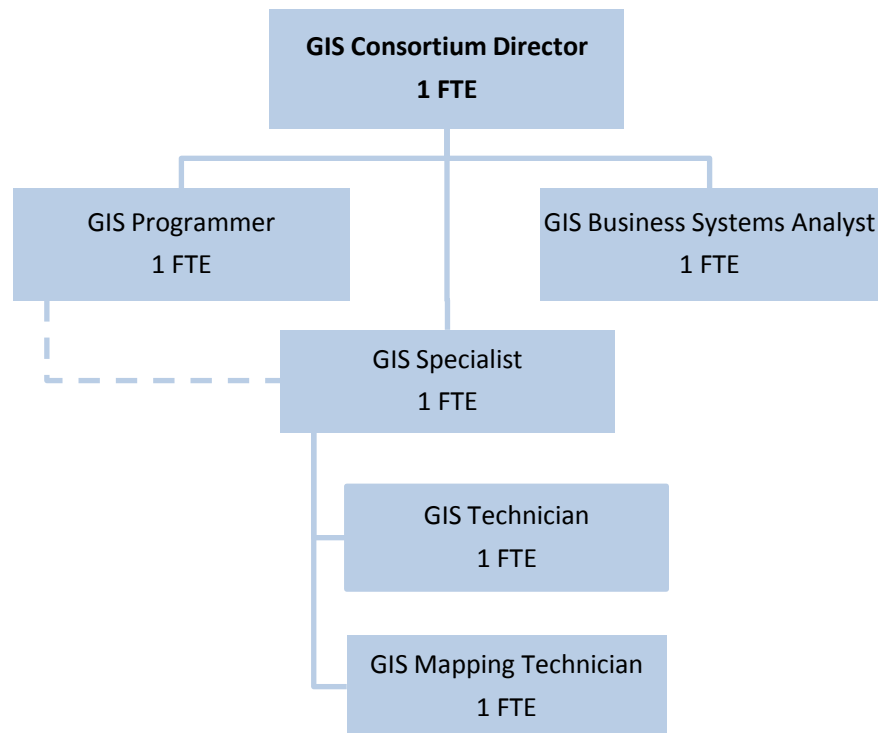 GIS Consortium Director
1 FTE
GIS Programmer
1 FTE
GIS Business Systems Analyst
1 FTE
GIS Specialist
1 FTE
GIS Technician
1 FTE
GIS Mapping Technician
1 FTE